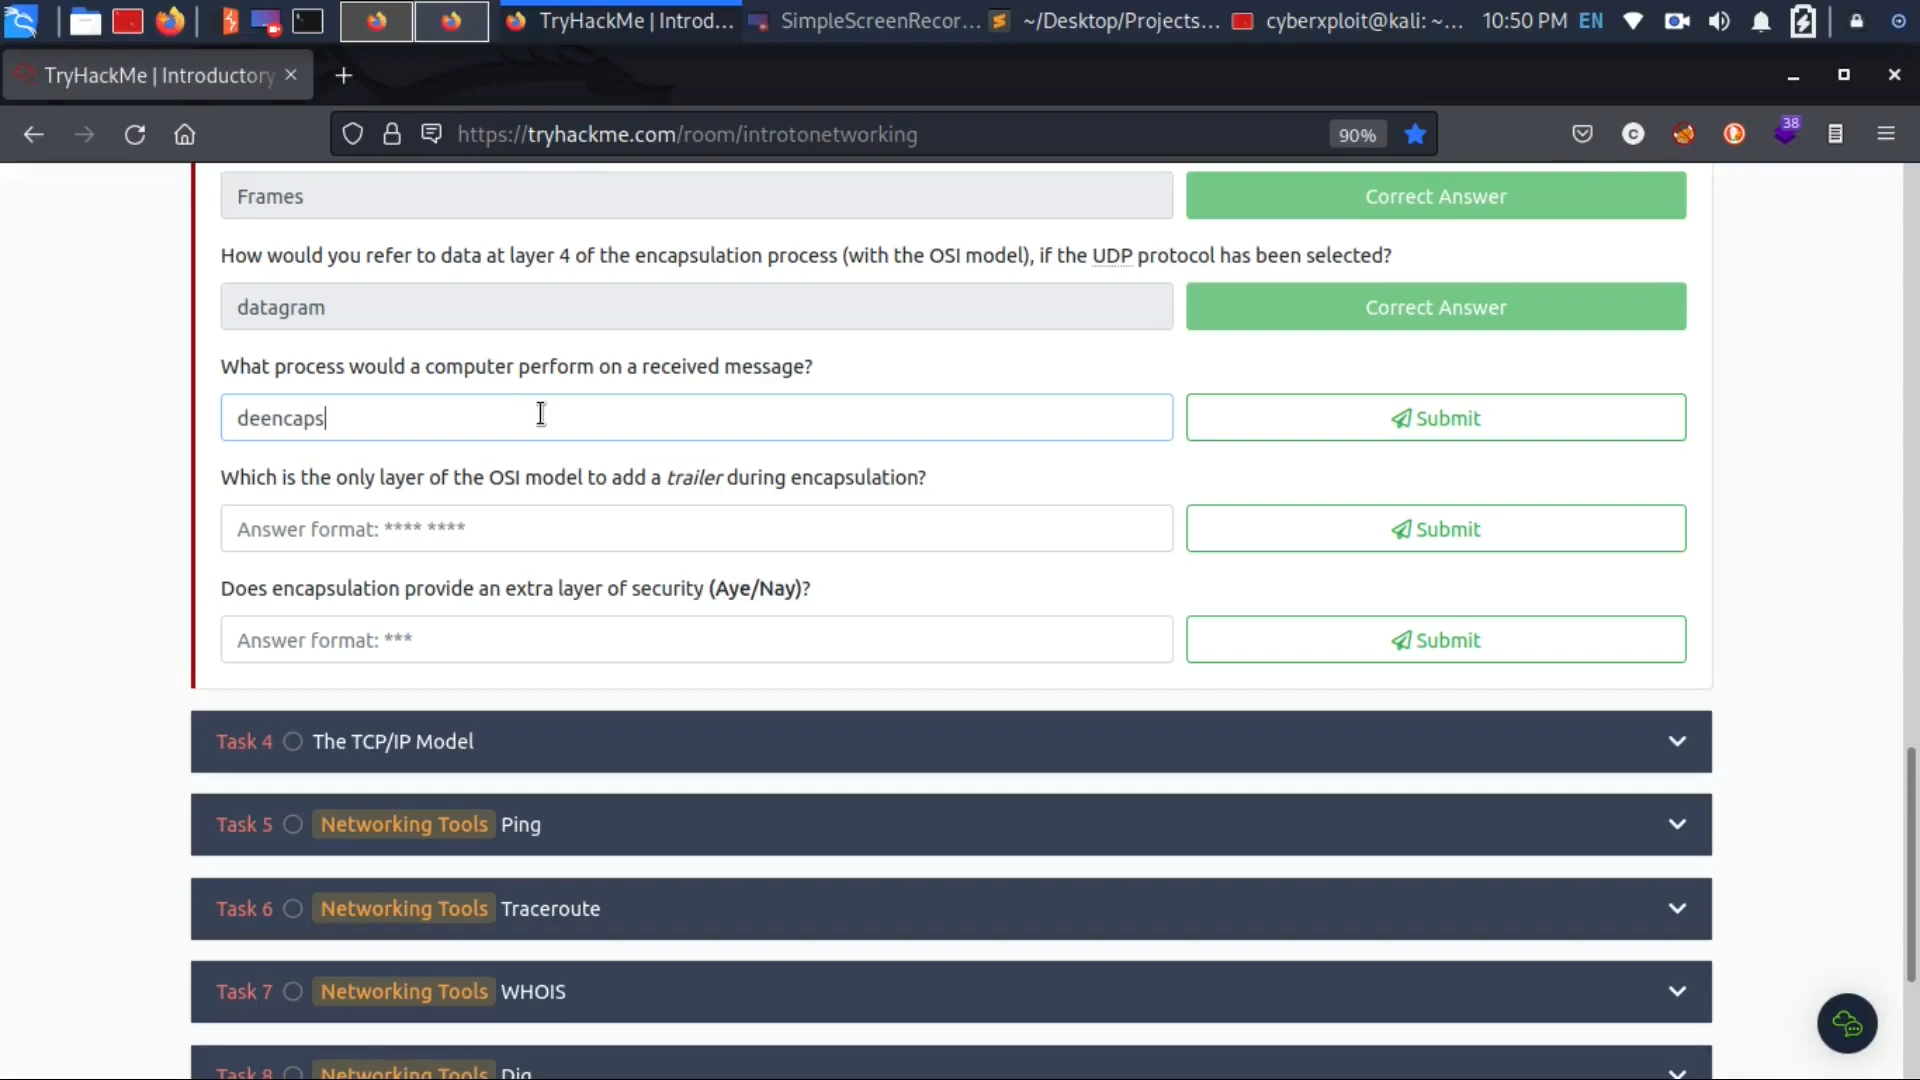 TryHackMe | Introd...
SimpleScreenRecor...
~/Desktop/Projects...
cyberxploit@kali: ~...
10:50 PM EN
TryHackMe | Introductory
https://tryhackme.com/room/introtonetworking
90%
38
Frames
Correct Answer
How would you refer to data at layer 4 of the encapsulation process (with the OSI model), if the UDP protocol has been selected?
datagram
Correct Answer
What process would a computer perform on a received message?
deencaps
Submit
Which is the only layer of the OSI model to add a trailer during encapsulation?
Answer format: **** ****
Submit
Does encapsulation provide an extra layer of security (Aye/Nay)?
Answer format: ***
Submit
Task 4 The TCP/IP Model
Task 5 Networking Tools Ping
Task 6 Networking Tools Traceroute
Task 7 Networking Tools WHOIS
Task 8 Networking Tools Dig